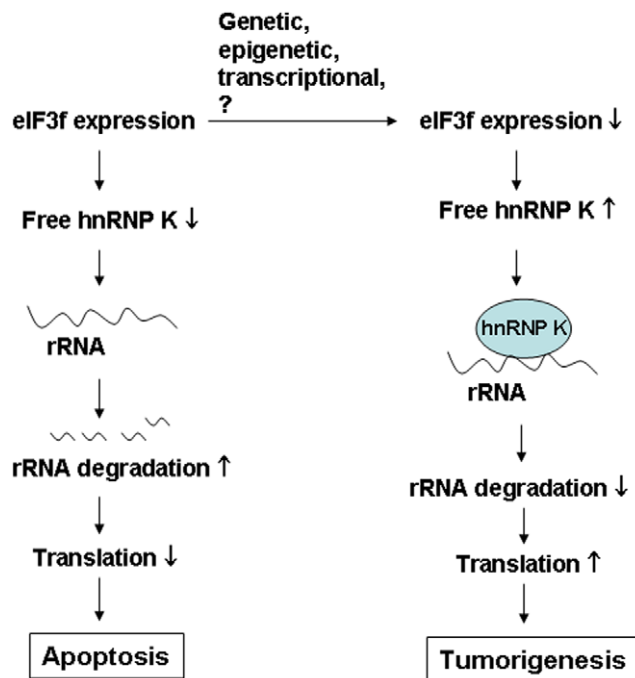 Genetic,
epigenetic,
transcriptional,
?
eIF3f expression
Free hnRNP K ↓
rRNA
rRNA degradation ↑
Translation ↓
Apoptosis
eIF3f expression ↓
Free hnRNP K ↑
hnRNP K
rRNA
rRNA degradation ↓
Translation ↑
Tumorigenesis